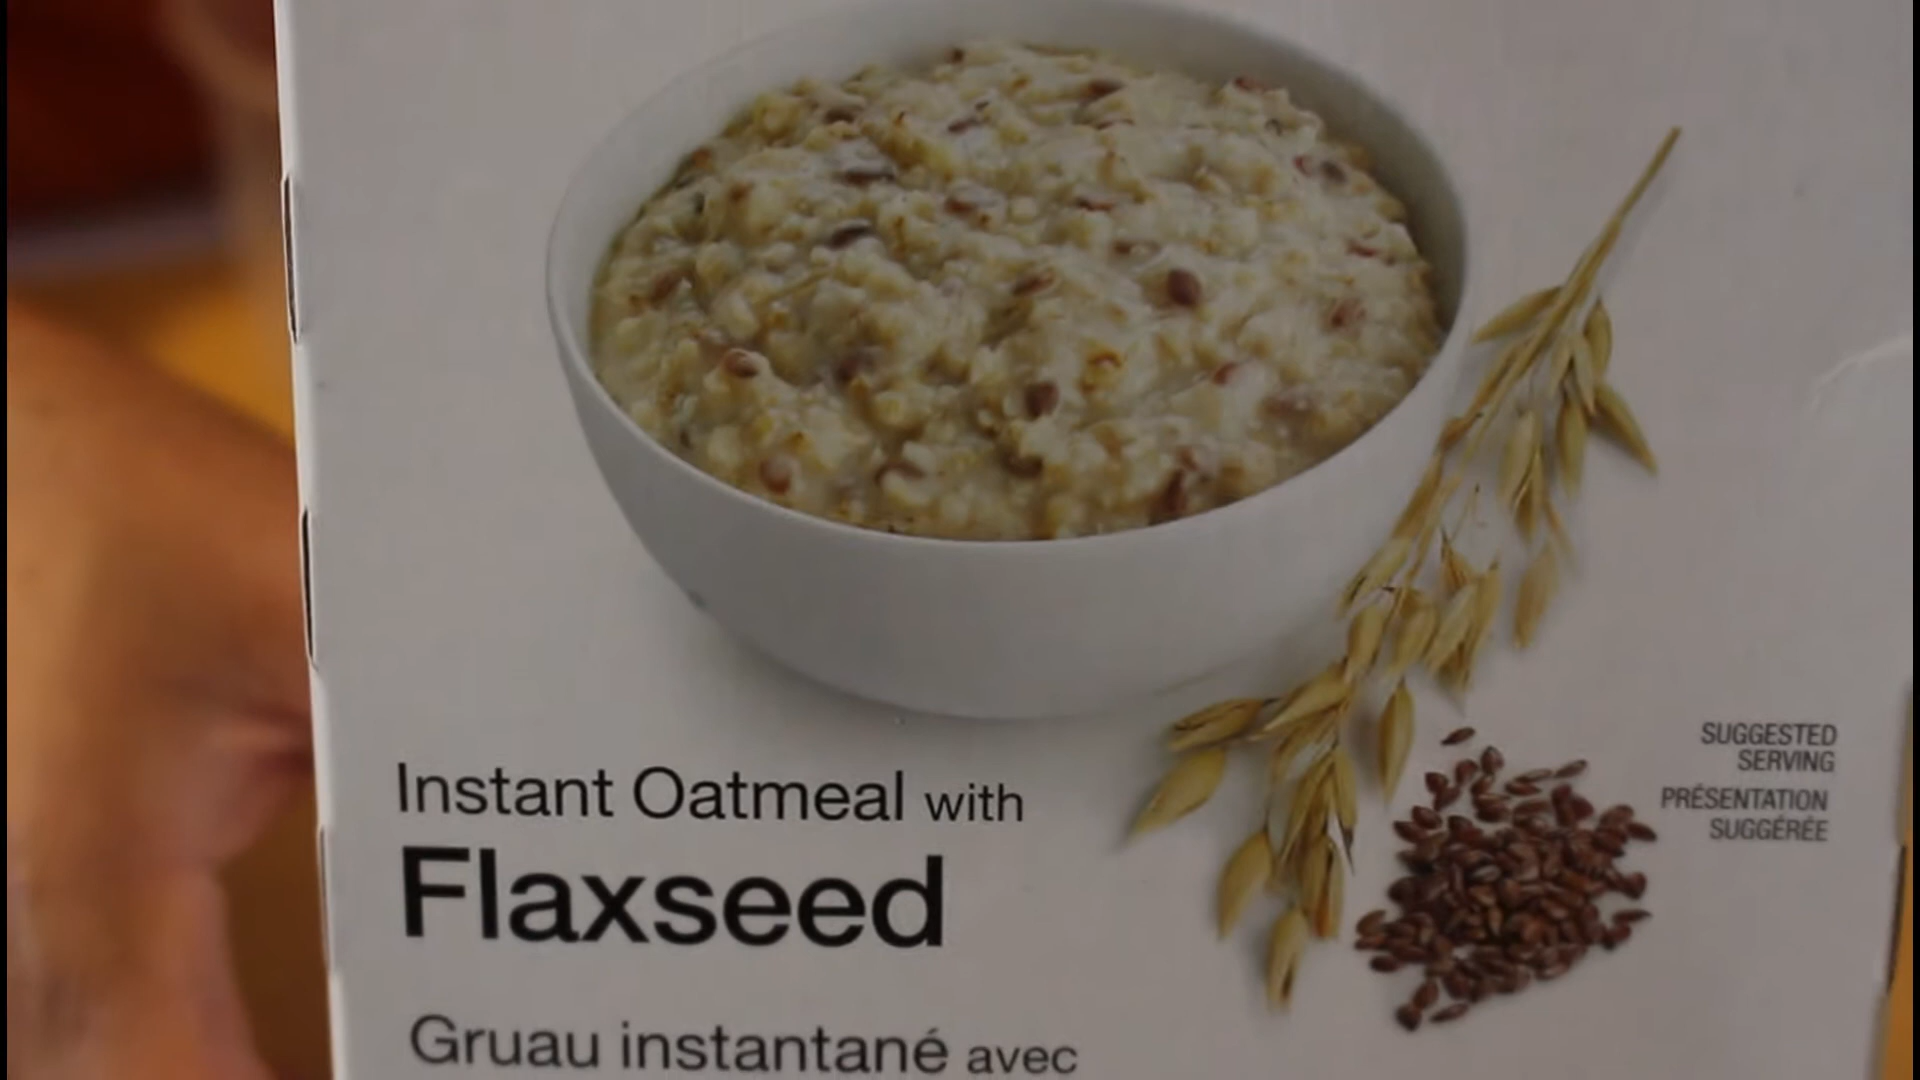 Instant Oatmeal with
Flaxseed
Gruau instantané avec
SUGGESTED
SERVING
PRÉSENTATION
SUGGÉRÉE